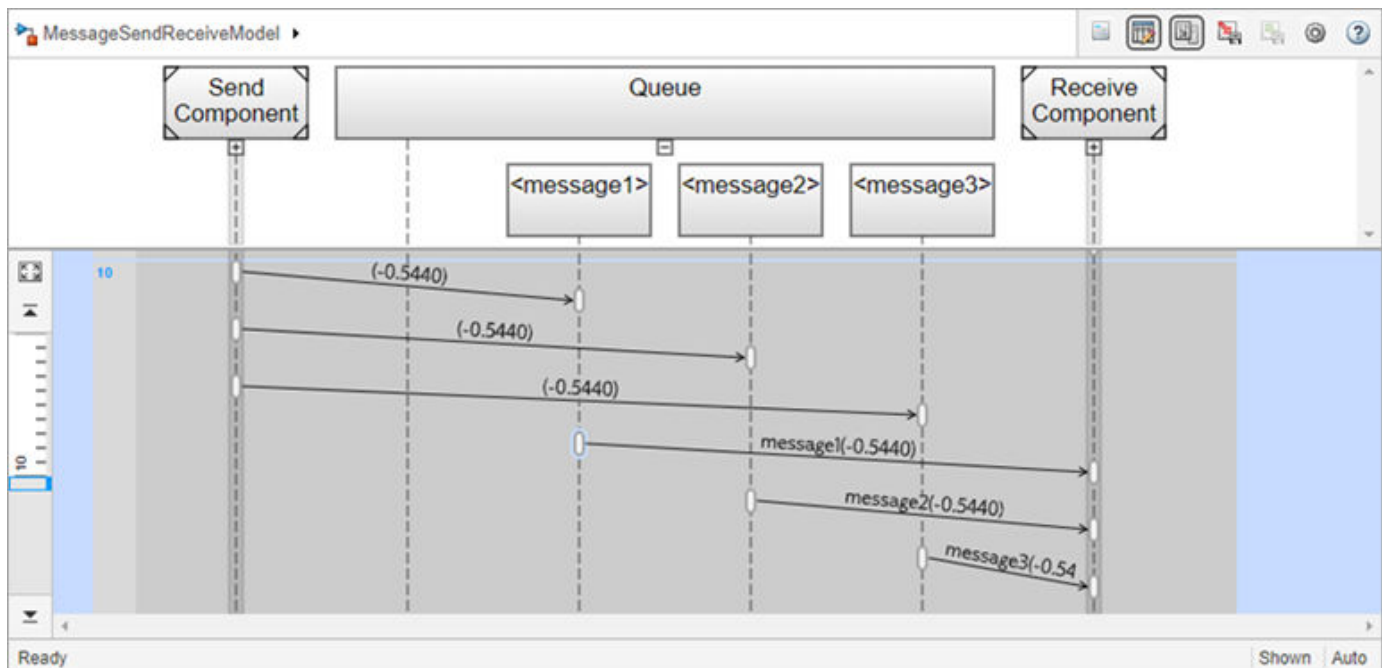 MessageSendReceiveModel
Send
Component
Queue
Receive
Component
<message1>
<message2>
<message3>
10
(-0.5440)
(-0.5440)
(-0.5440)
message1(-0.5440)
10
message2(-0.5440)
message3(-0.54
Ready
Shown
Auto